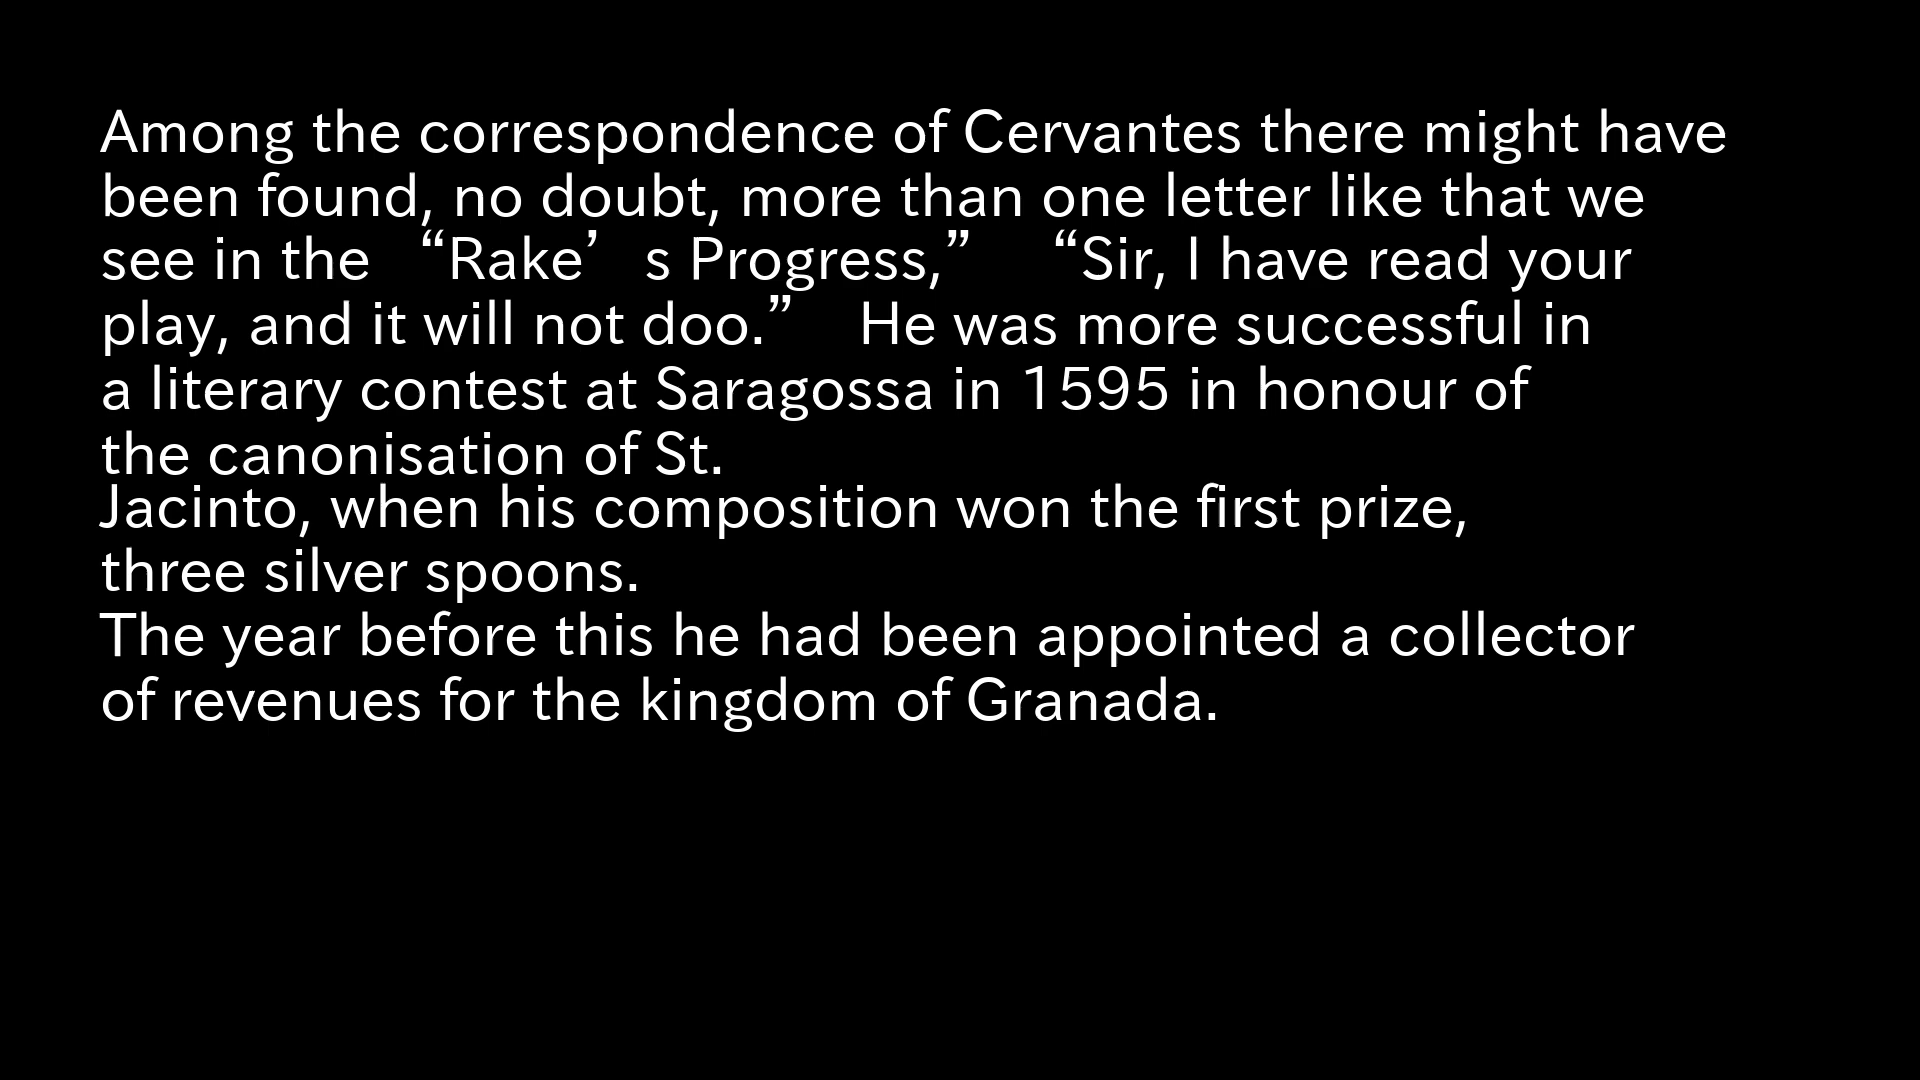 Among the correspondence of Cervantes there might have
been found, no doubt, more than one letter like that we
see in the “Rake’s Progress,” “Sir, I have read your
play, and it will not doo.” He was more successful in
a literary contest at Saragossa in 1595 in honour of
the canonisation of St.
Jacinto, when his composition won the first prize,
three silver spoons.
The year before this he had been appointed a collector
of revenues for the kingdom of Granada.